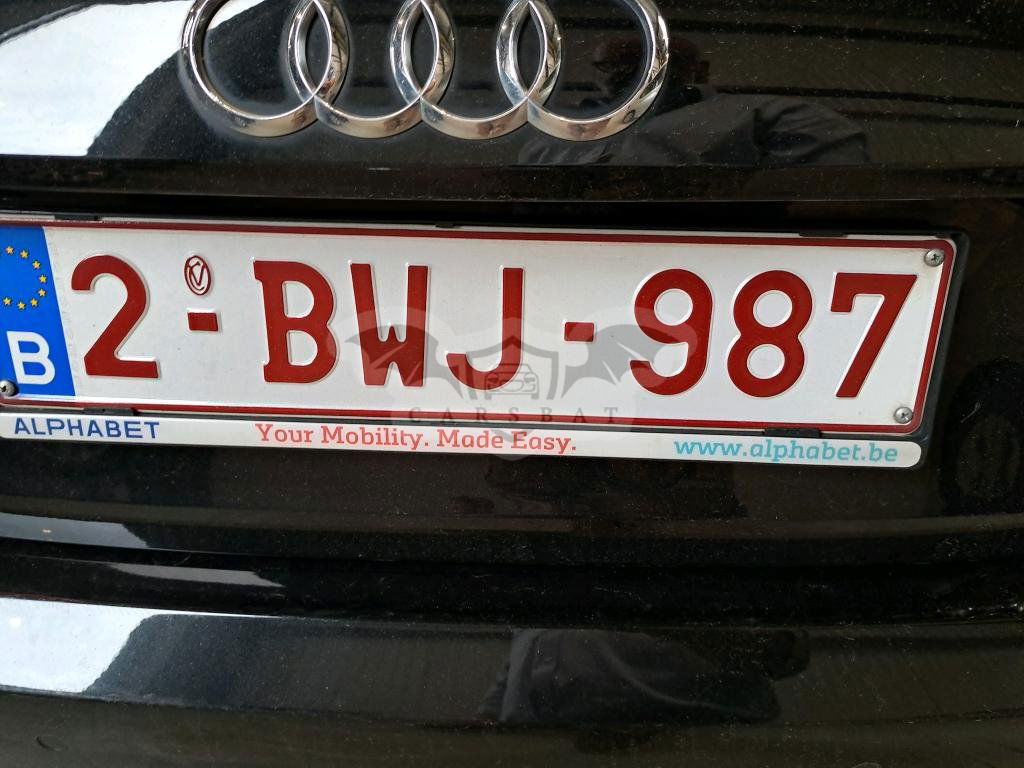 B 2-BWJ-987
CARSBAT
ALPHABET Your Mobility. Made Easy. www.alphabet.be